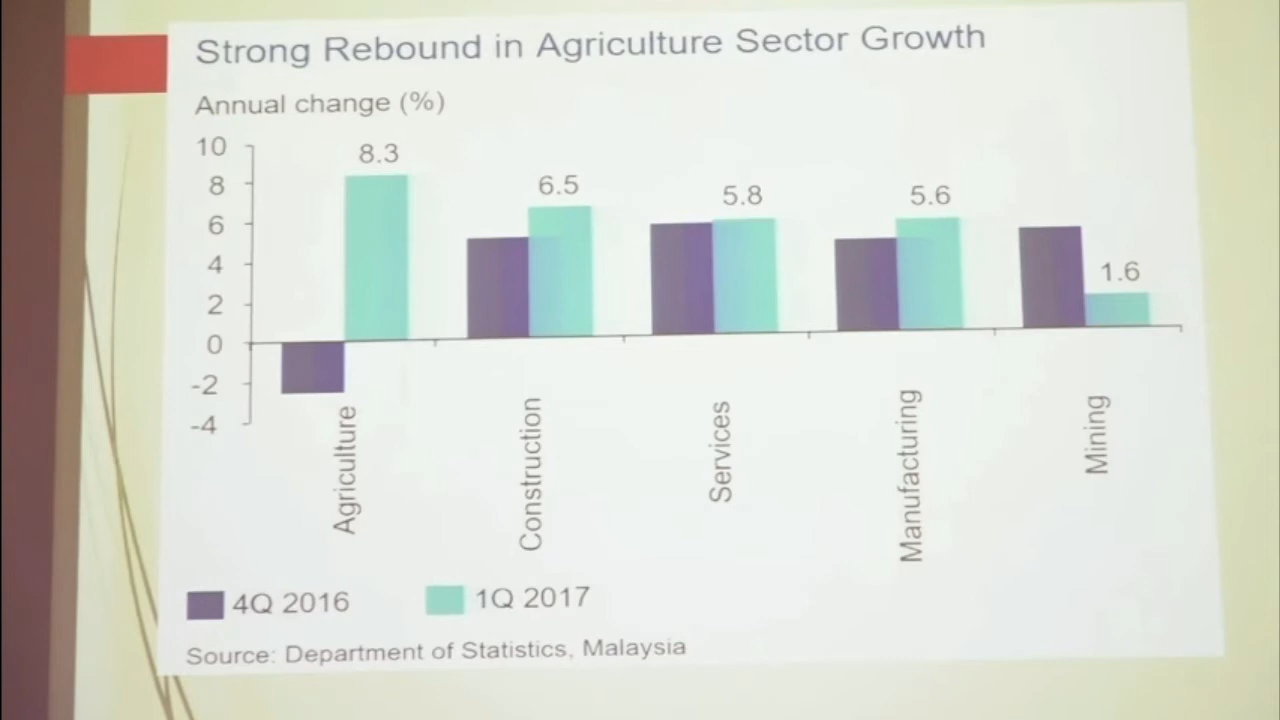 Strong Rebound in Agriculture Sector Growth
Annual change (%)
10
8
6
4
2
0
-2
-4
8.3
6.5
5.8
5.6
1.6
Agriculture
Construction
Services
Manufacturing
Mining
4Q 2016
1Q 2017
Source: Department of Statistics, Malaysia